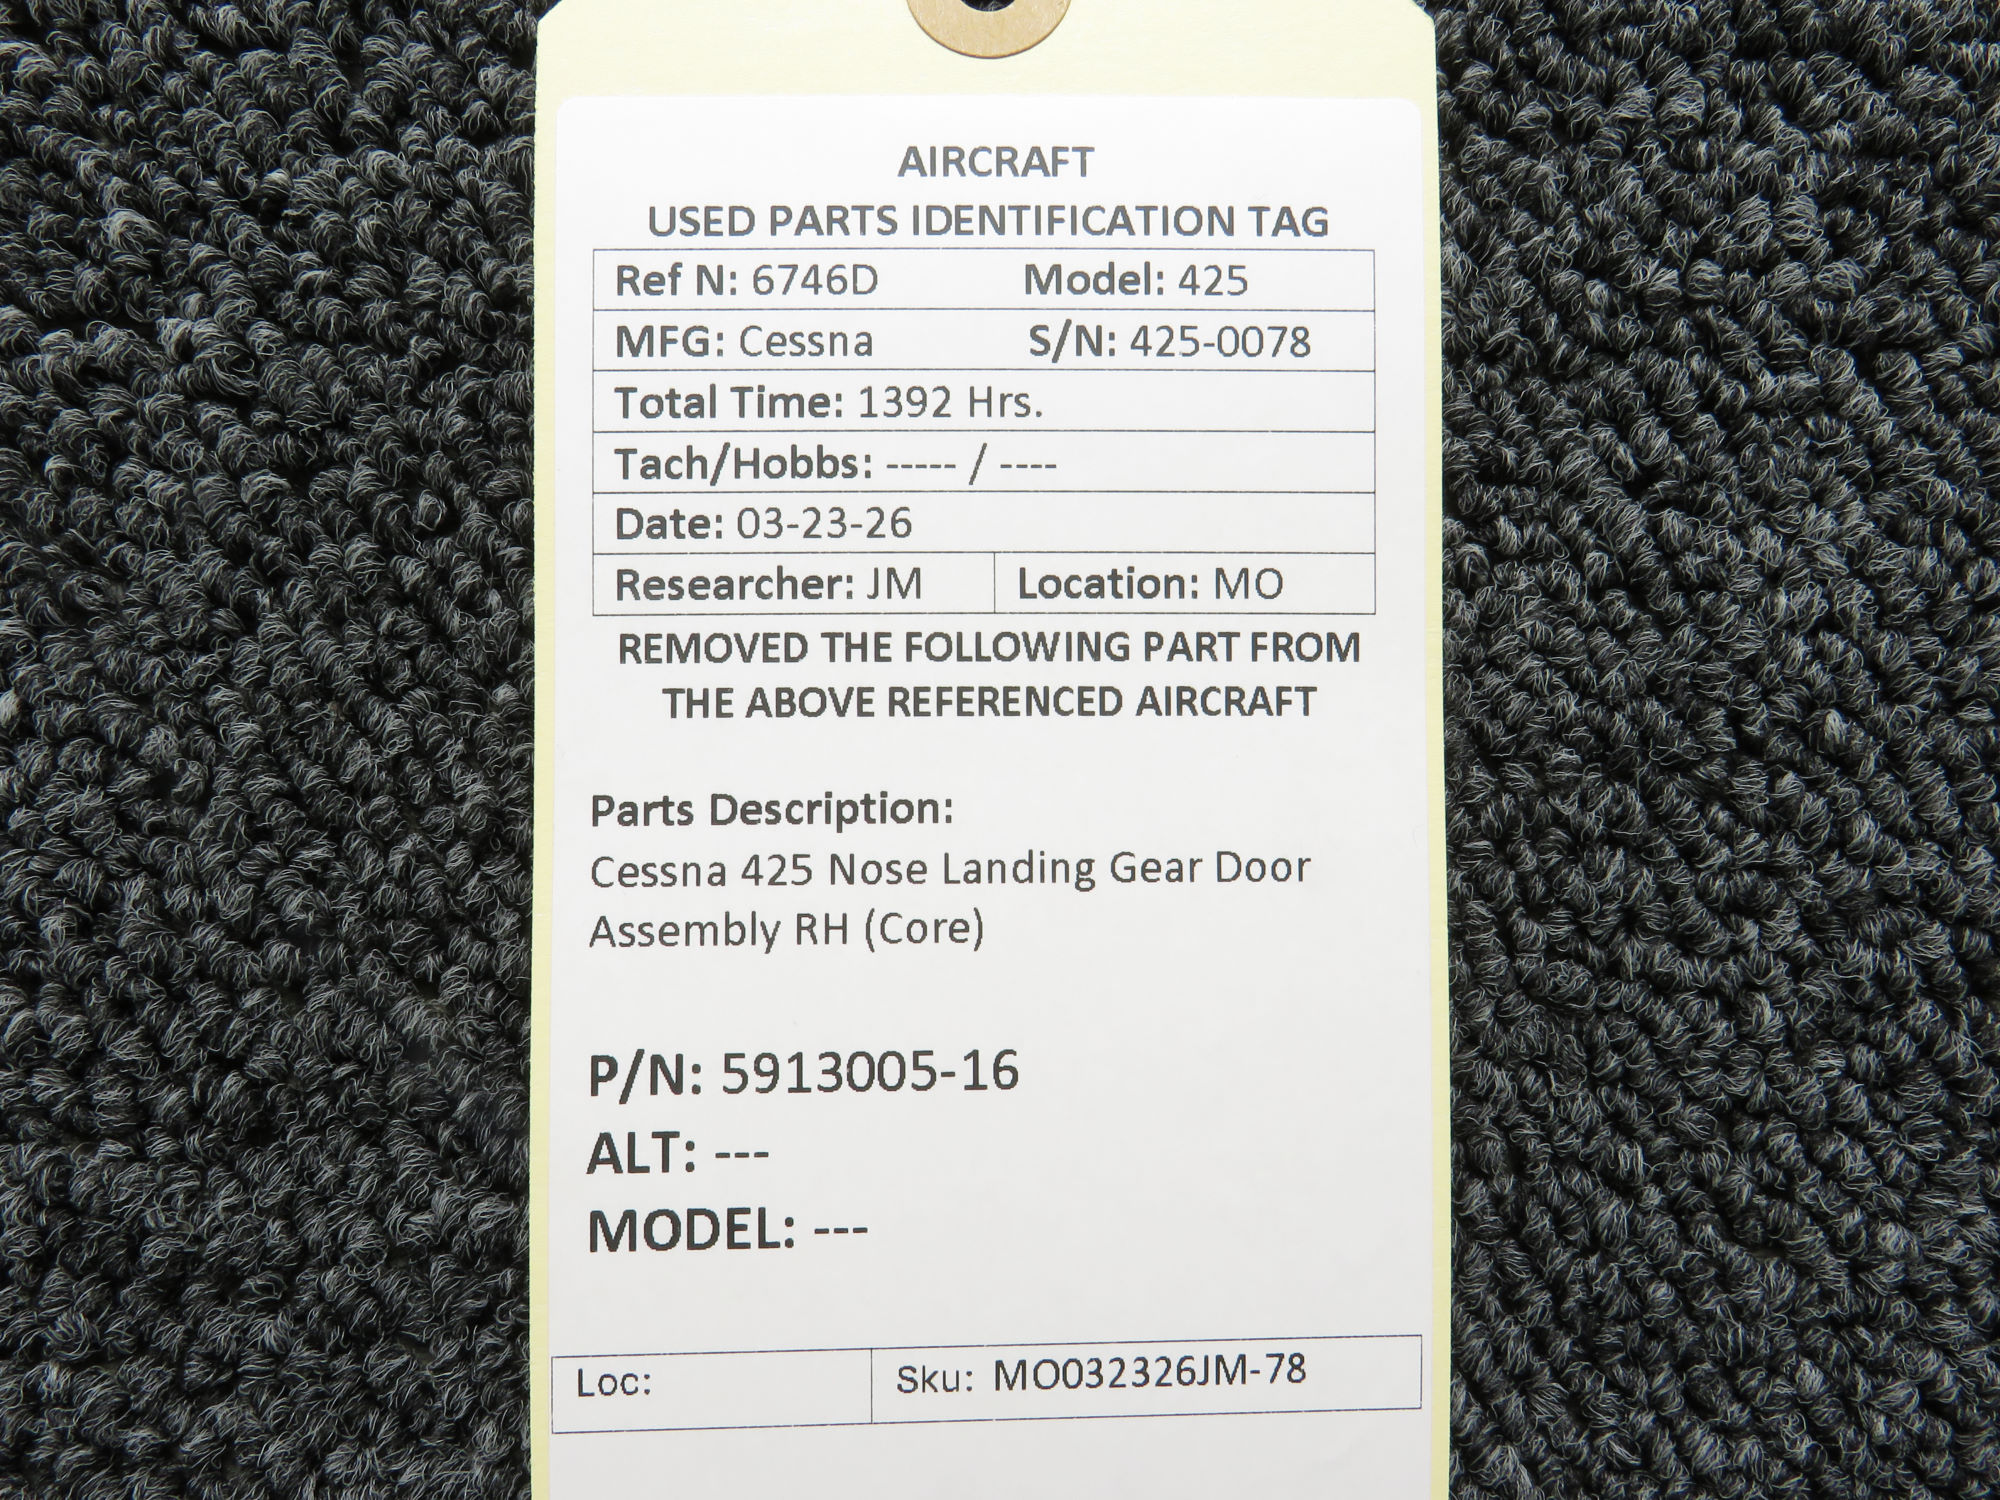 AIRCRAFT
USED PARTS IDENTIFICATION TAG
Ref N: 6746D Model: 425
MFG: Cessna S/N: 425-0078
Total Time: 1392 Hrs.
Tach/Hobbs: ----- / ----
Date: 03-23-26
Researcher: JM Location: MO
REMOVED THE FOLLOWING PART FROM
THE ABOVE REFERENCED AIRCRAFT
Parts Description:
Cessna 425 Nose Landing Gear Door
Assembly RH (Core)
P/N: 5913005-16
ALT: ---
MODEL: ---
Loc: Sku: MO032326JM-78